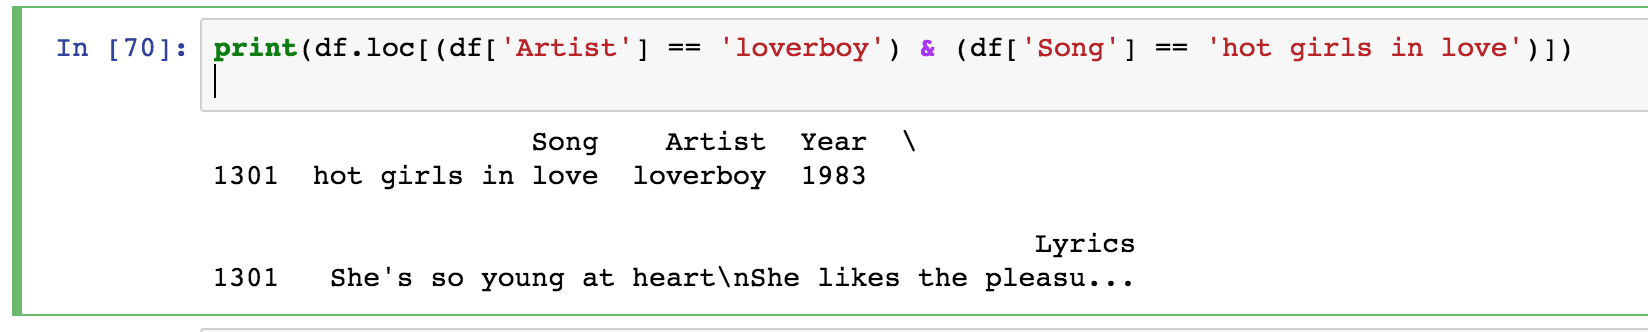 In [70]: print(df.loc[(df['Artist'] == 'loverboy') & (df['Song'] == 'hot girls in love')])
Song Artist Year \
1301 hot girls in love loverboy 1983
Lyrics
1301 She's so young at heart\nShe likes the pleasu...